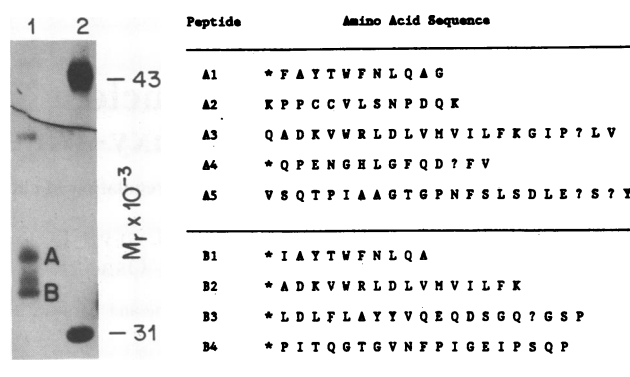 1 2
43
31
Mr x 10-3
A
B
Peptide Amino Acid Sequence
A1 * F A Y T W F N L Q A G
A2 K P P C C V L S N P D Q K
A3 Q A D K V W R L D L V M V I L F K G I P ? L V
A4 * Q P E N G H L G F Q D ? F V
A5 V S Q T P I A A G T G P N F S L S D L E ? S ? Y
B1 * I A Y T W F N L Q A
B2 * A D K V W R L D L V M V I L F K
B3 * L D L F L A Y Y V Q E Q D S G Q ? G S P
B4 * P I T Q G T G V N F P I G E I P S Q P